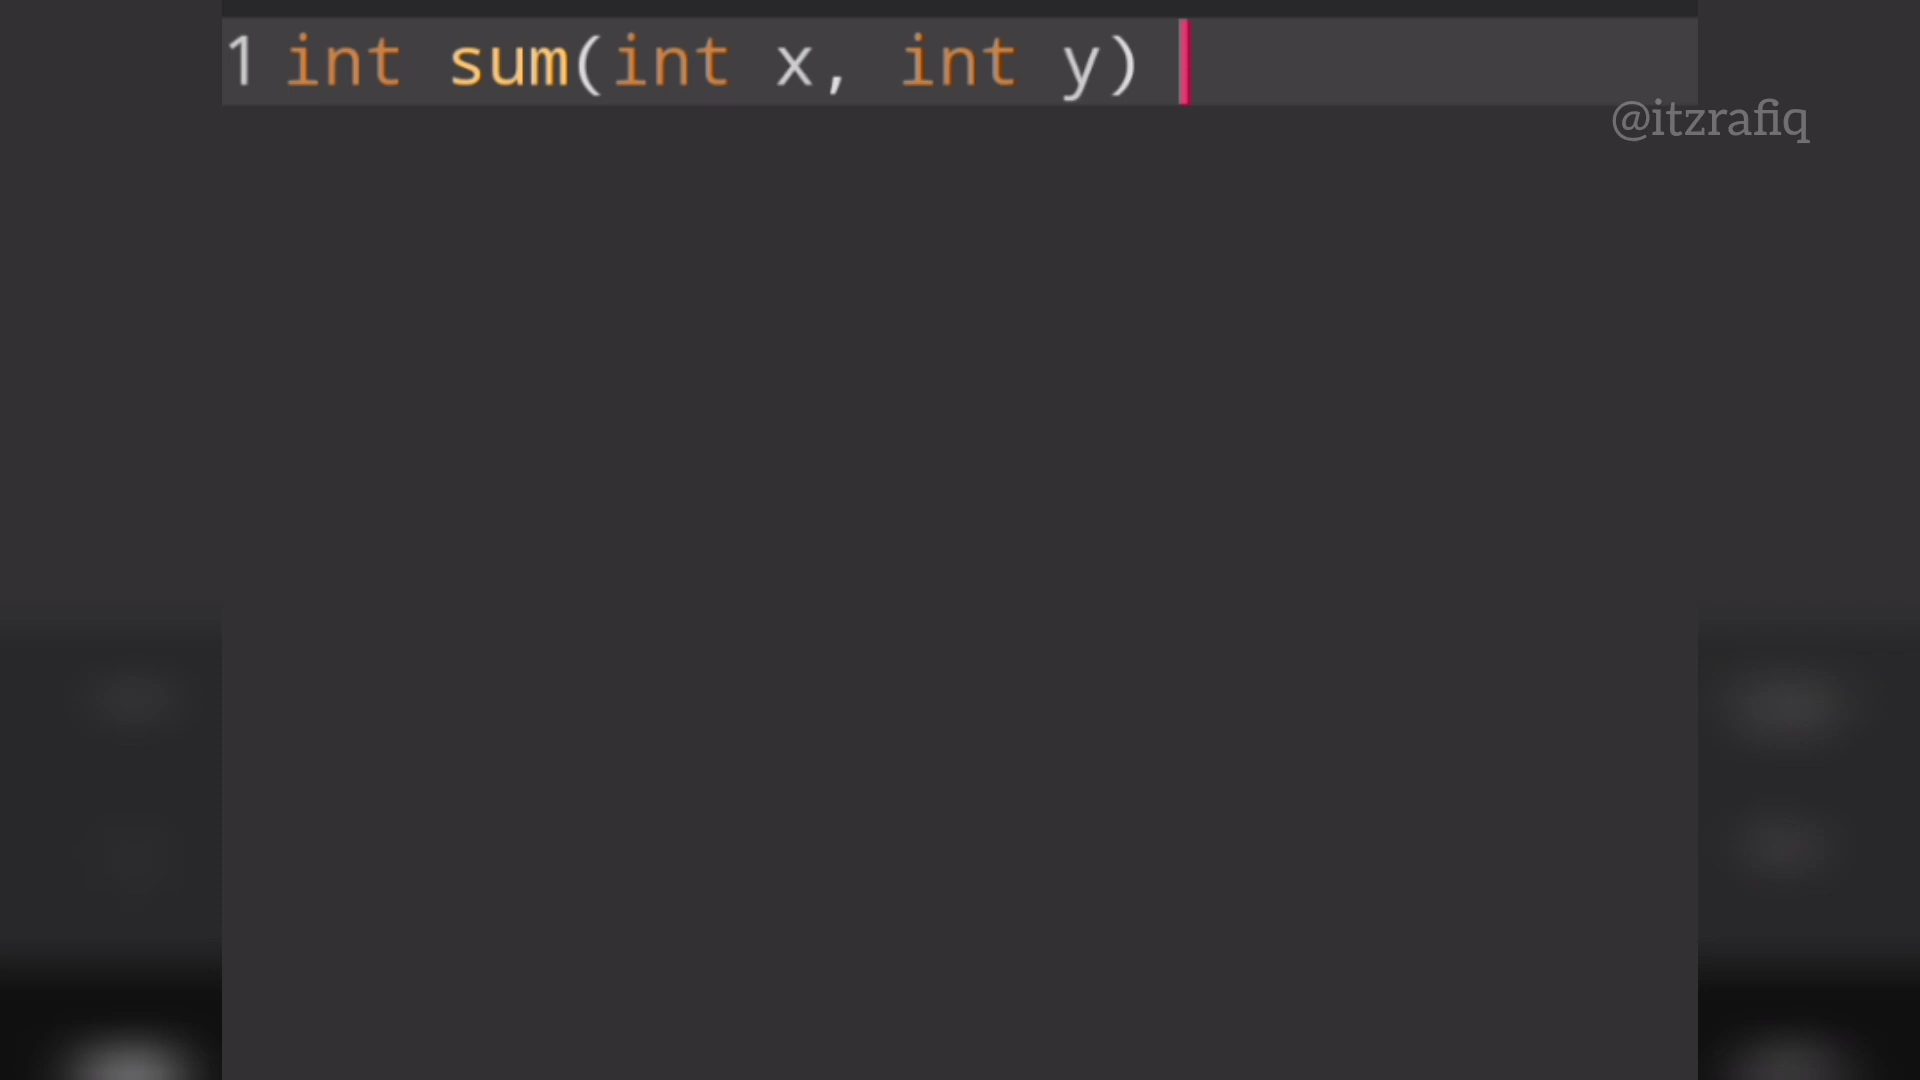 1 int sum(int x, int y)
@itzrafiq